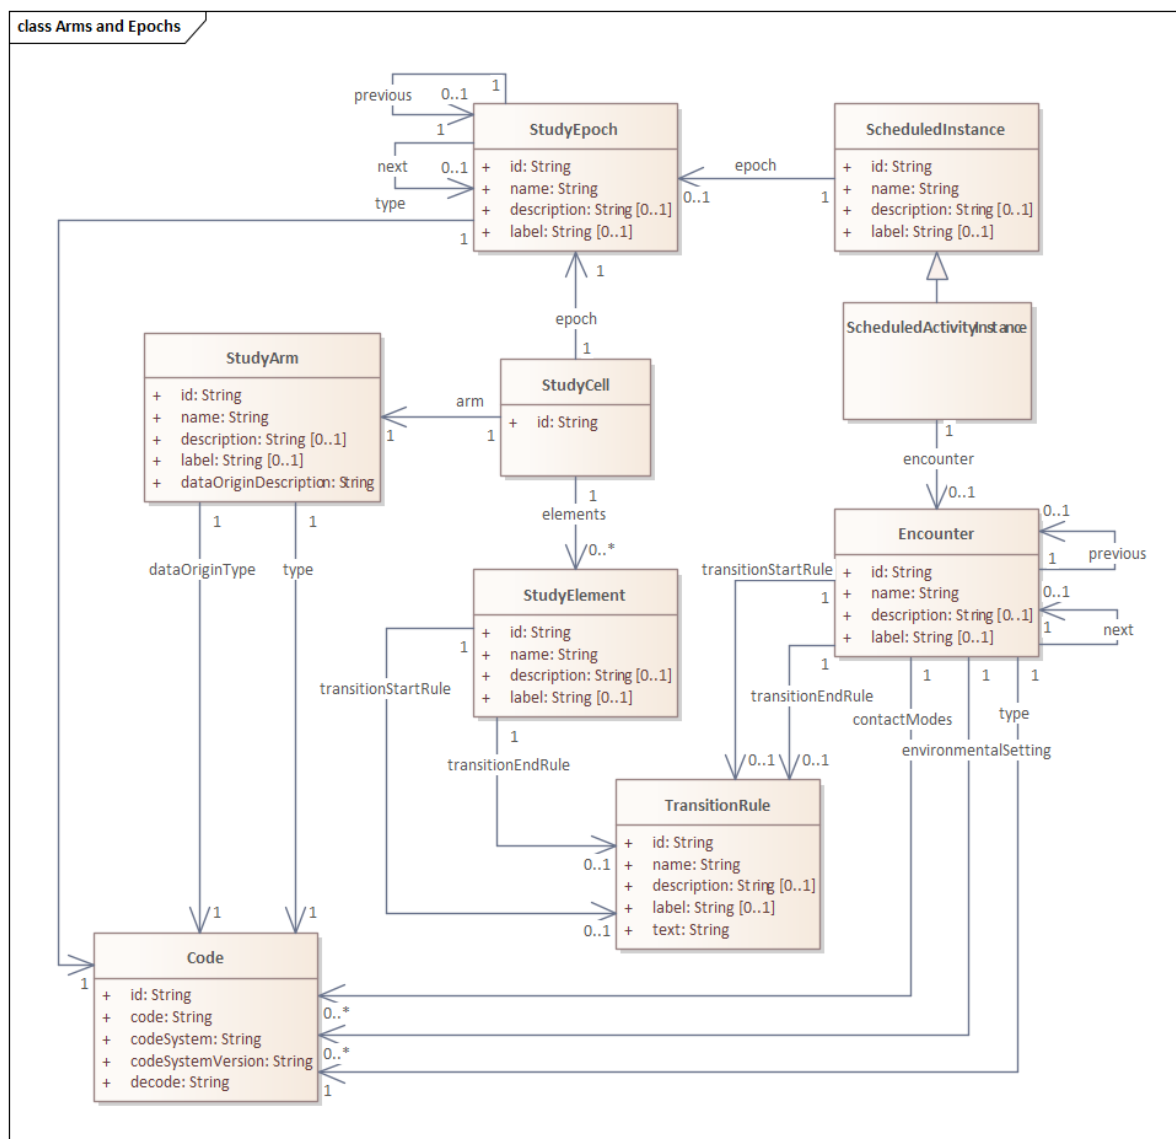 class Arms and Epochs
previous
0..1
1
1
next
0..1
type
1
StudyEpoch
+ id: String
+ name: String
+ description: String [0..1]
+ label: String [0..1]
epoch
0..1
1
ScheduledInstance
+ id: String
+ name: String
+ description: String [0..1]
+ label: String [0..1]
1
epoch
1
ScheduledActivityInstance
1
encounter
0..1
StudyArm
+ id: String
+ name: String
+ description: String [0..1]
+ label: String [0..1]
+ dataOriginDescription: String
arm
1
1
StudyCell
+ id: String
1
elements
0..*
1
1
dataOriginType
type
1
1
StudyElement
+ id: String
+ name: String
+ description: String [0..1]
+ label: String [0..1]
1
transitionStartRule
1
transitionEndRule
0..1
0..1
Encounter
+ id: String
+ name: String
+ description: String [0..1]
+ label: String [0..1]
0..1
previous
1
0..1
next
1
transitionStartRule
1
1
transitionEndRule
0..1
0..1
1
1
1
contactModes
type
environmentalSetting
TransitionRule
+ id: String
+ name: String
+ description: String [0..1]
+ label: String [0..1]
+ text: String
Code
+ id: String
+ code: String
+ codeSystem: String
+ codeSystemVersion: String
+ decode: String
1
0..*
0..*
1